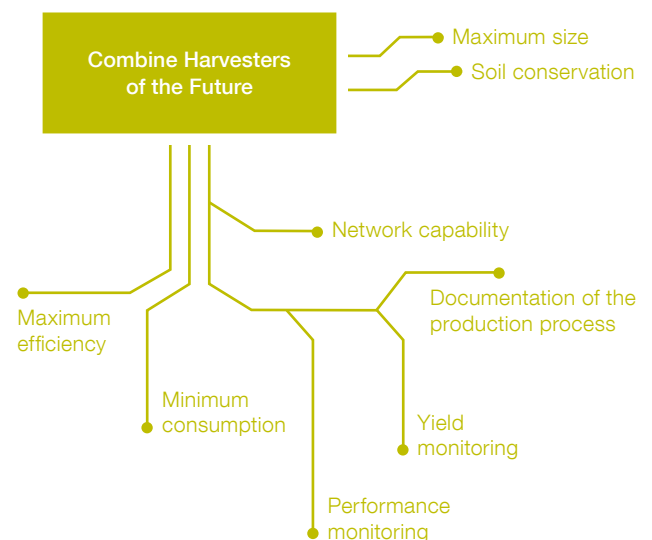 Combine Harvesters
of the Future
Maximum size
Soil conservation
Network capability
Documentation of the
production process
Maximum
efficiency
Minimum
consumption
Yield
monitoring
Performance
monitoring